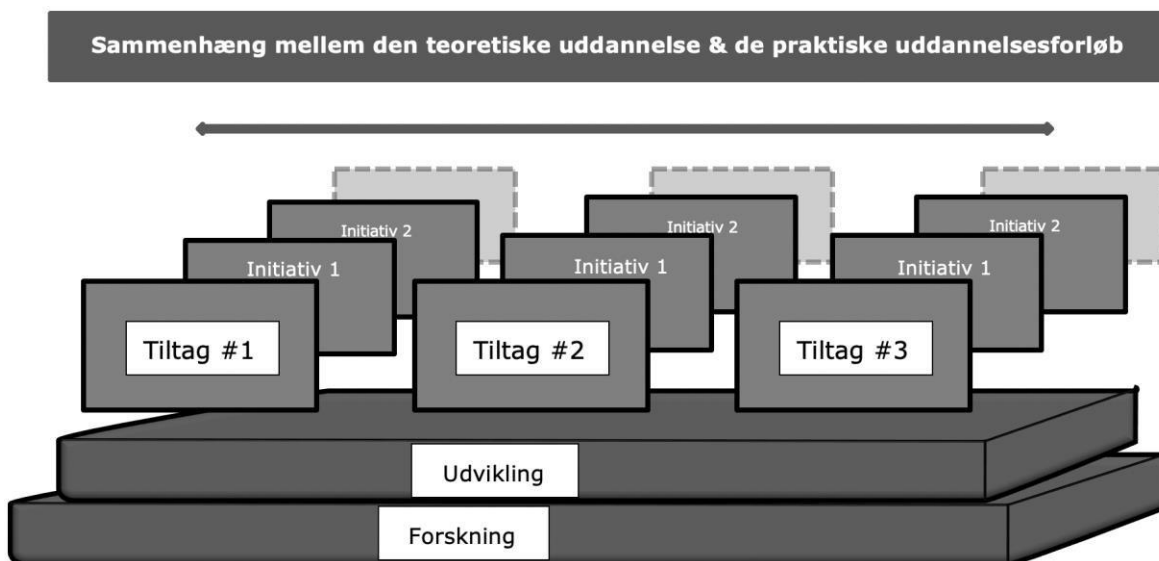 Sammenhæng mellem den teoretiske uddannelse & de praktiske uddannelsesforløb
Initiativ 2
Initiativ 2
Initiativ 2
Initiativ 1
Initiativ 1
Initiativ 1
Tiltag #1
Tiltag #2
Tiltag #3
Udvikling
Forskning